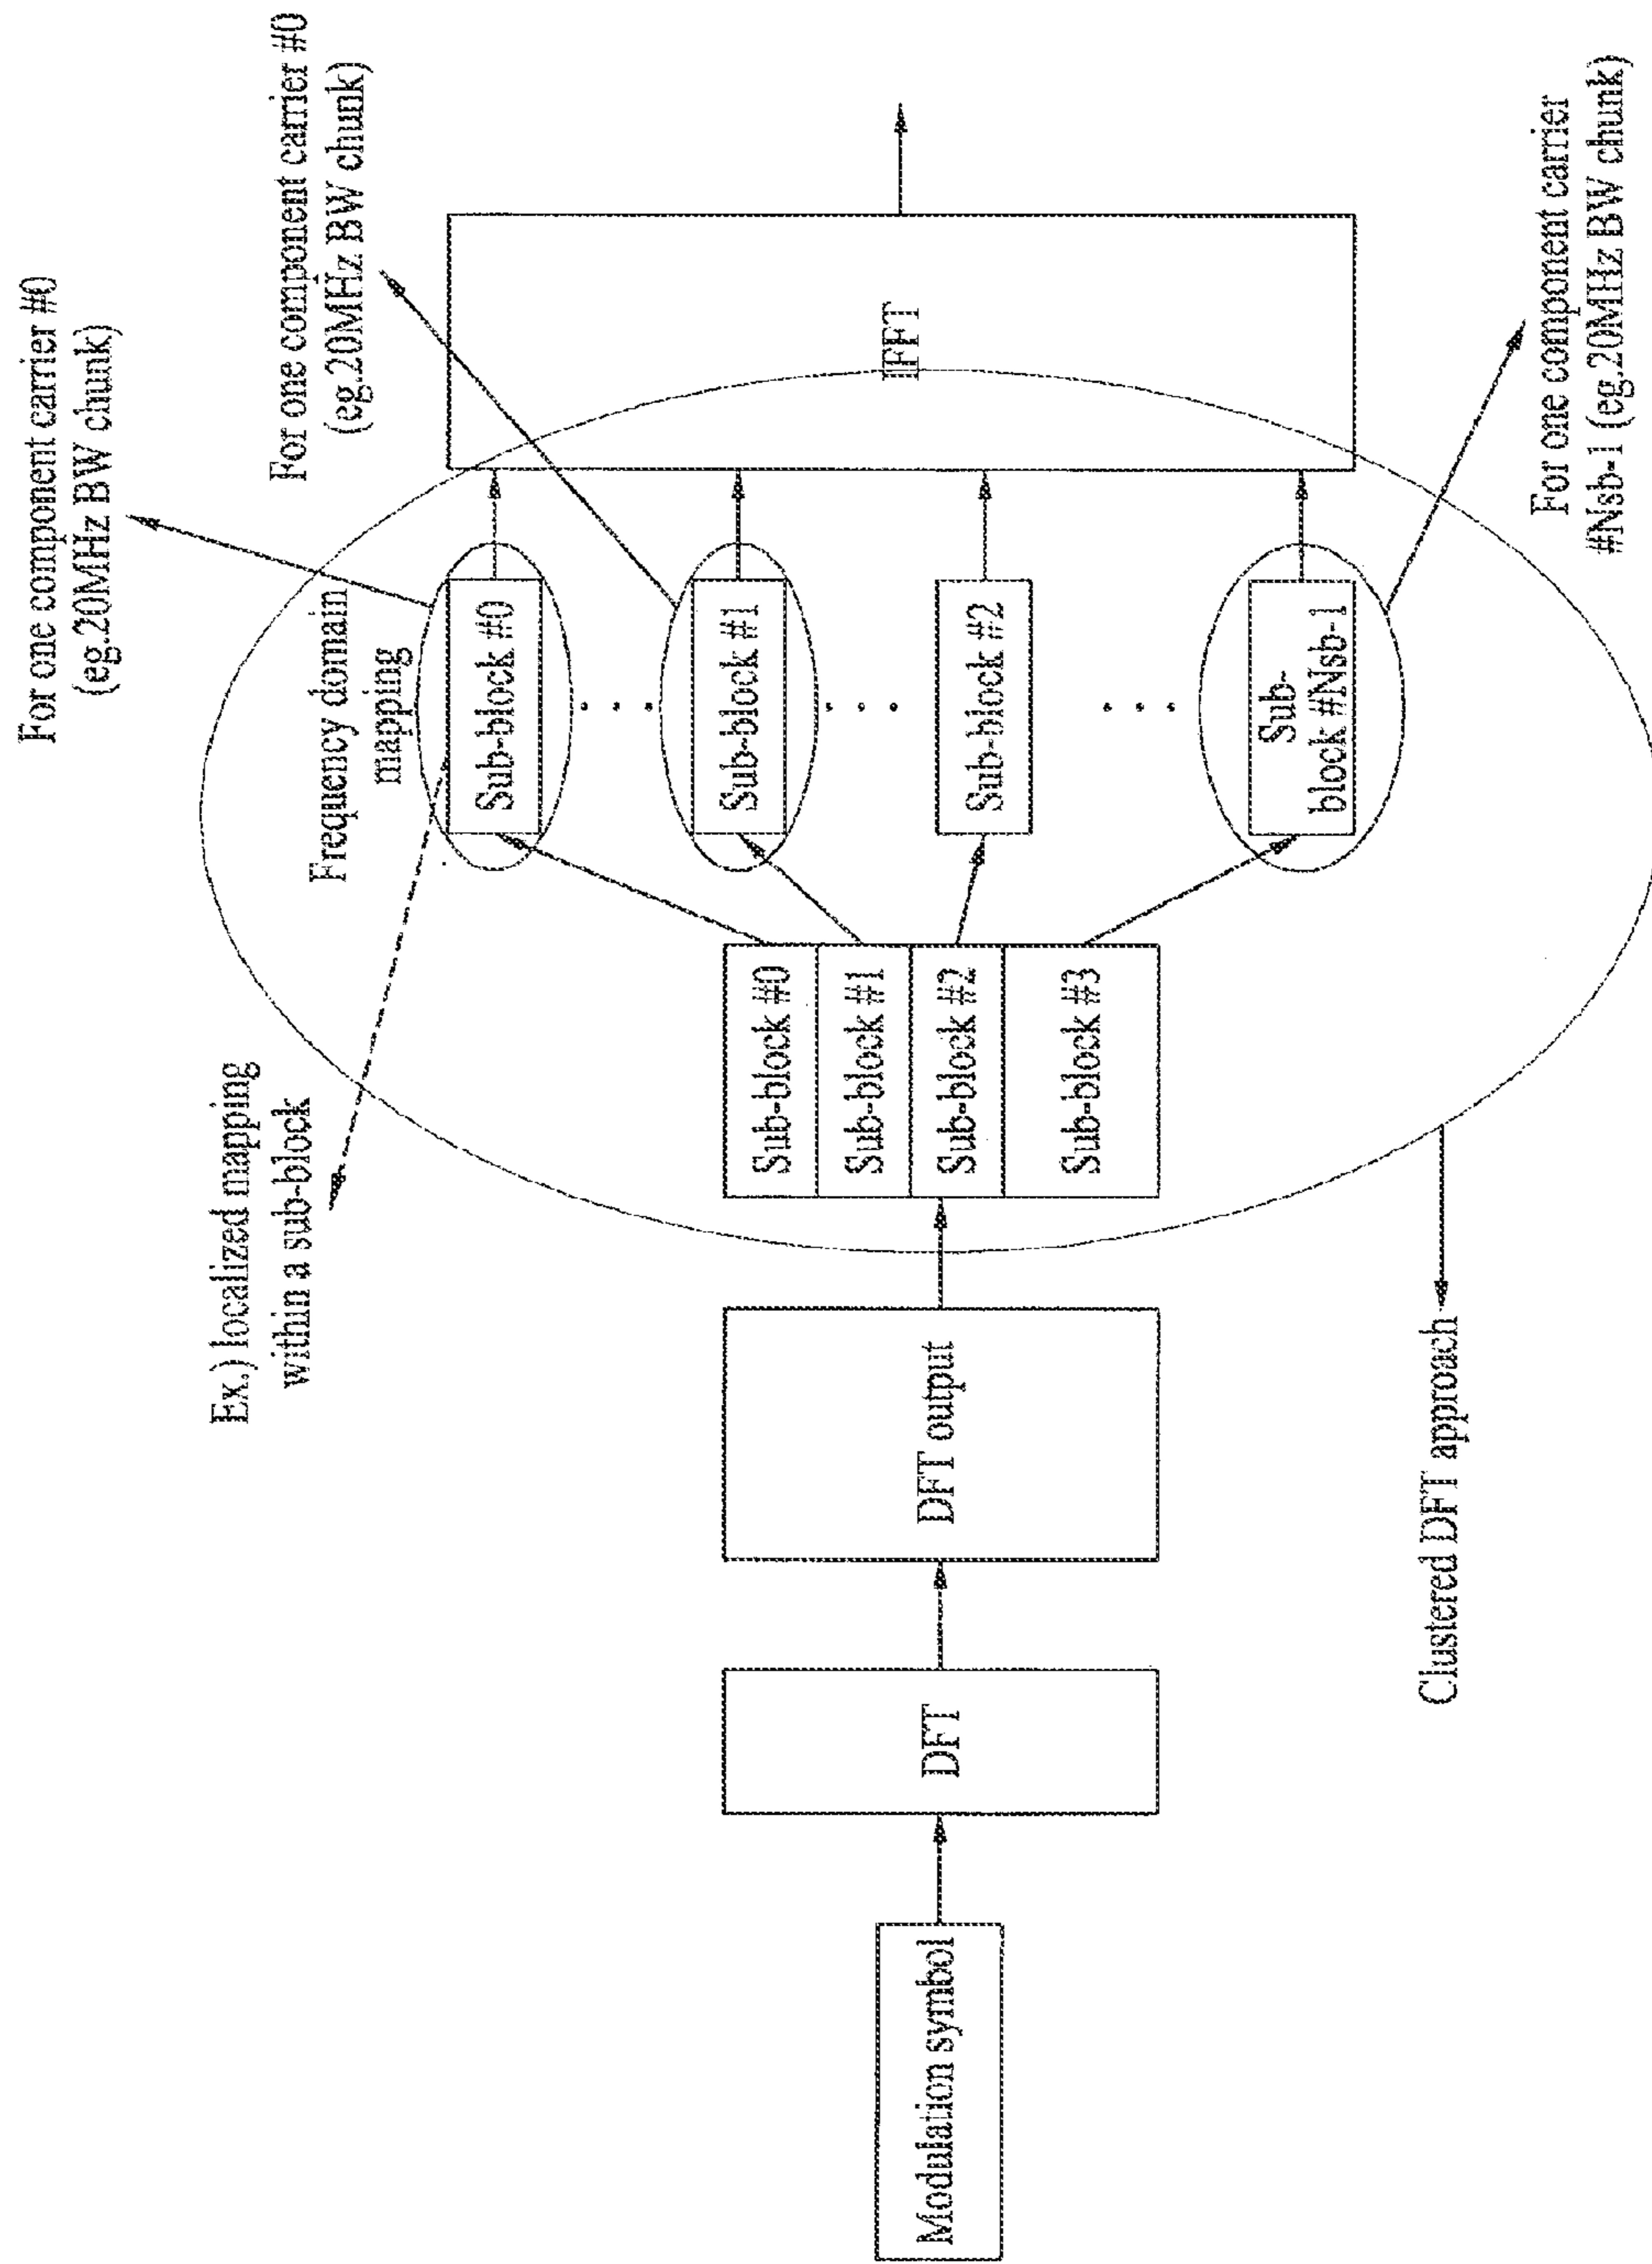 For one component carrier #0
(eg.20MHz BW chunk)
For one component carrier #0
(eg.20MHz BW chunk)
Ex.) localized mapping
within a sub-block
Frequency domain
mapping
Sub-block #0
Sub-block #1
Sub-block #2
Sub-
block #Nsb-1
IFFT
Modulation symbol
DFT
DFT output
Sub-block #0
Sub-block #1
Sub-block #2
Sub-block #3
Clustered DFT approach
For one component carrier
#Nsb-1 (eg.20MHz BW chunk)